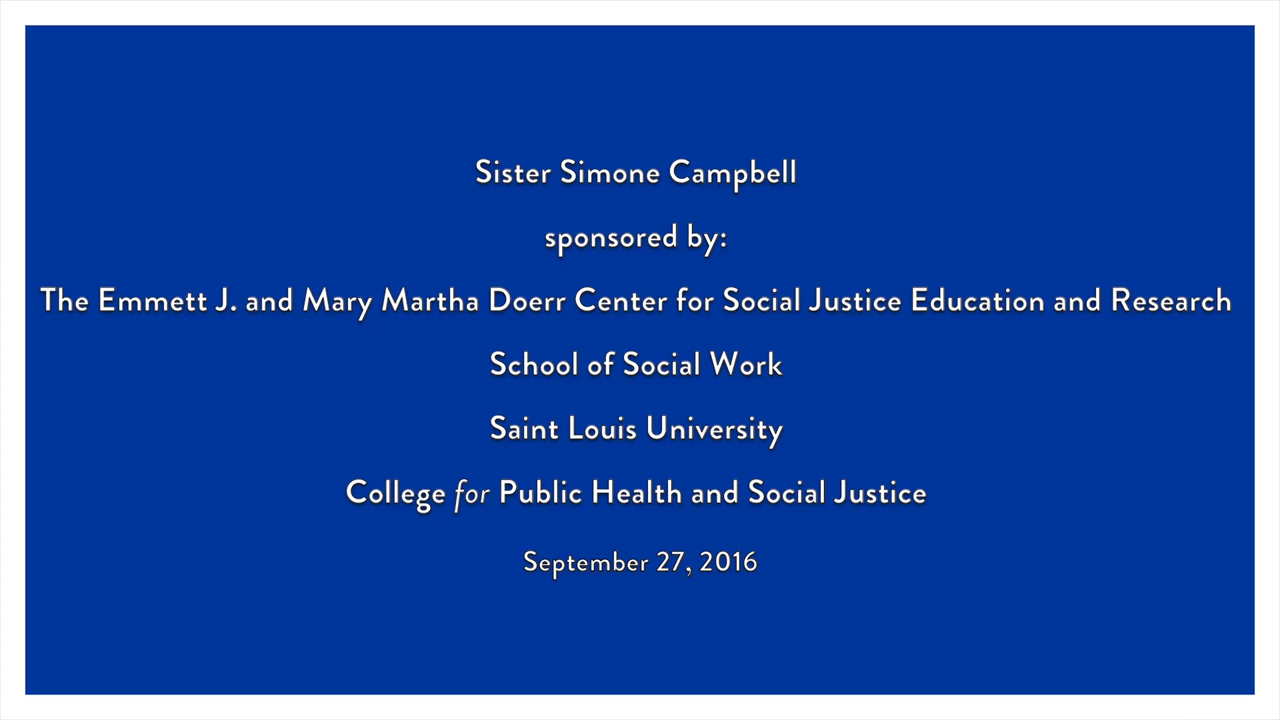 Sister Simone Campbell
sponsored by:
The Emmett J. and Mary Martha Doerr Center for Social Justice Education and Research
School of Social Work
Saint Louis University
College for Public Health and Social Justice
September 27, 2016